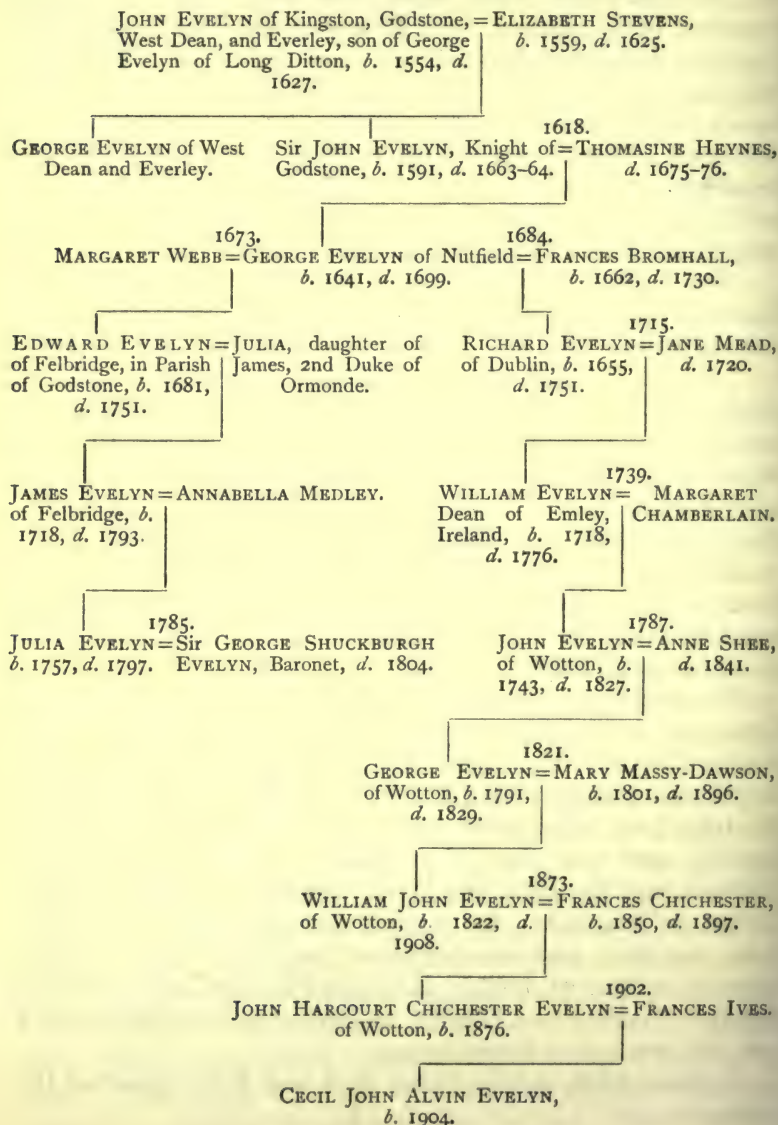 JOHN EVELYN of Kingston, Godstone, = ELIZABETH STEVENS,
West Dean, and Everley, son of George b. 1559, d. 1625.
Evelyn of Long Ditton, b. 1554, d.
1627.
1618.
GEORGE EVELYN of West Sir JOHN EVELYN, Knight of = THOMASINE HEYNES,
Dean and Everley. Godstone, b. 1591, d. 1663-64. d. 1675-76.
1673. 1684.
MARGARET WEBB = GEORGE EVELYN of Nutfield = FRANCES BROMHALL,
b. 1641, d. 1699. b. 1662, d. 1730.
1715.
EDWARD EVELYN = JULIA, daughter of RICHARD EVELYN = JANE MEAD,
of Felbridge, in Parish James, 2nd Duke of of Dublin, b. 1655, d. 1720.
of Godstone, b. 1681, Ormonde. d. 1751.
d. 1751.
1739.
JAMES EVELYN = ANNABELLA MEDLEY. WILLIAM EVELYN = MARGARET
of Felbridge, b. Dean of Emley, CHAMBERLAIN.
1718, d. 1793. Ireland, b. 1718,
d. 1776.
1785. 1787.
JULIA EVELYN = Sir GEORGE SHUCKBURGH JOHN EVELYN = ANNE SHEE,
b. 1757, d. 1797. EVELYN, Baronet, d. 1804. of Wotton, b. d. 1841.
1743, d. 1827.
1821.
GEORGE EVELYN = MARY MASSY-DAWSON,
of Wotton, b. 1791, b. 1801, d. 1896.
d. 1829.
1873.
WILLIAM JOHN EVELYN = FRANCES CHICHESTER,
of Wotton, b. 1822, d. b. 1850, d. 1897.
1908.
1902.
JOHN HARCOURT CHICHESTER EVELYN = FRANCES IVES.
of Wotton, b. 1876.
CECIL JOHN ALVIN EVELYN,
b. 1904.